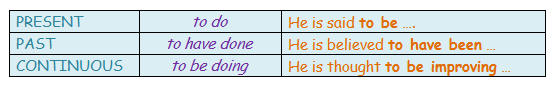 PRESENT to do He is said to be ....
PAST to have done He is believed to have been ...
CONTINUOUS to be doing He is thought to be improving ...